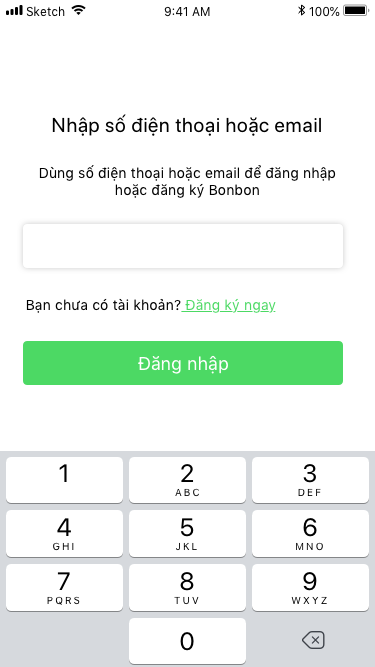 Sketch 9:41 AM 100%
Nhập số điện thoại hoặc email
Dùng số điện thoại hoặc email để đăng nhập
hoặc đăng ký Bonbon
Bạn chưa có tài khoản? Đăng ký ngay
Đăng nhập
1 2 3
ABC DEF
4 5 6
GHI JKL MNO
7 8 9
PQRS TUV WXYZ
0